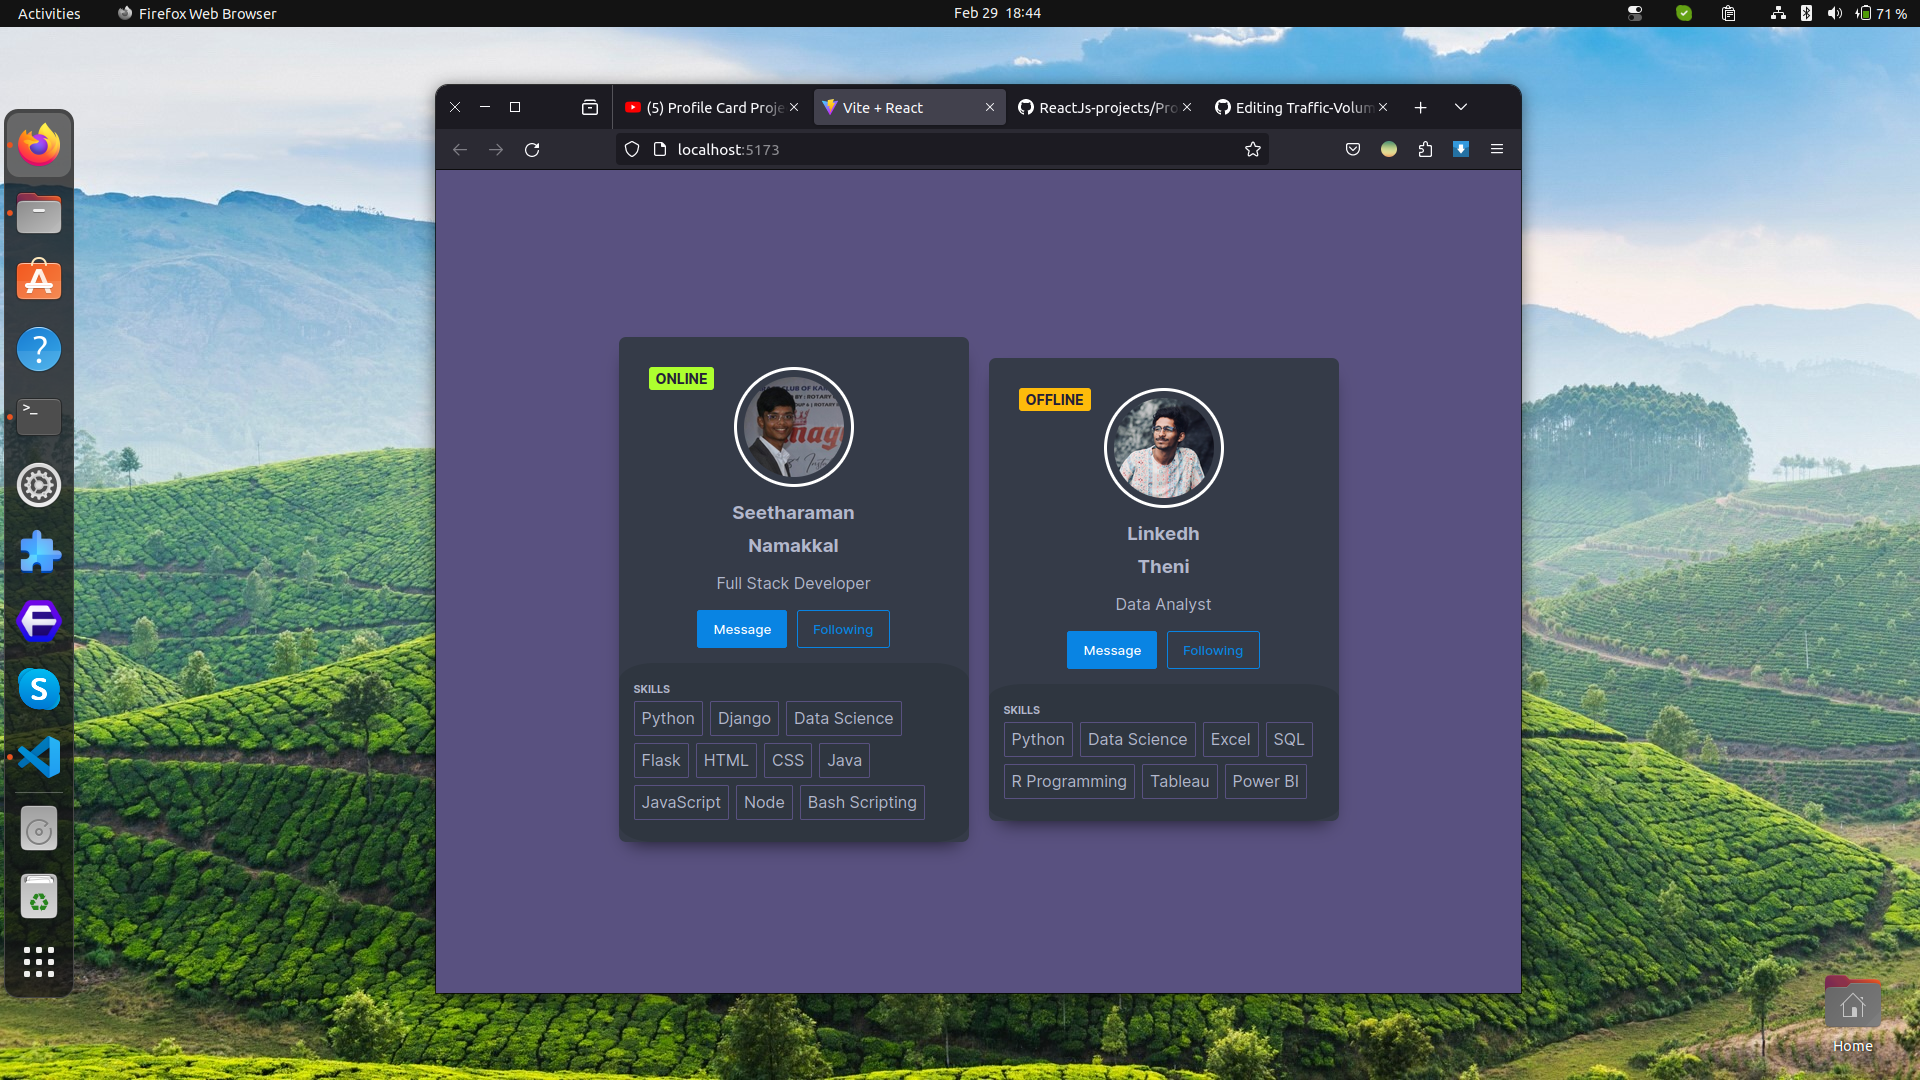 Activities
Firefox Web Browser
Feb 29 18:44
71 %
(5) Profile Card Proje
Vite + React
ReactJs-projects/Pro
Editing Traffic-Volum
localhost:5173
ONLINE
Seetharaman
Namakkal
Full Stack Developer
Message
Following
SKILLS
Python
Django
Data Science
Flask
HTML
CSS
Java
JavaScript
Node
Bash Scripting
OFFLINE
Linkedh
Theni
Data Analyst
Message
Following
SKILLS
Python
Data Science
Excel
SQL
R Programming
Tableau
Power BI
Home